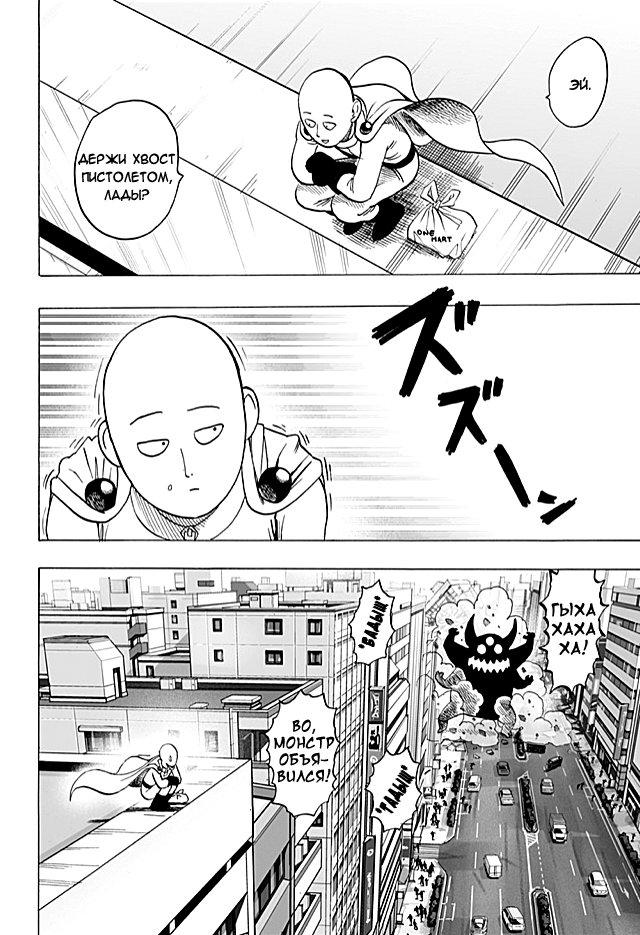 ЭЙ.
ДЕРЖИ ХВОСТ
ПИСТОЛЕТОМ,
ЛАДЫ?
ONE
MART
ズズーン
ГЫХА
ХАХА
ХА!
*БАДЫЩ*
ВО,
МОНСТР
ОБЪЯ-
ВИЛСЯ!
*ГАДЫЩ*